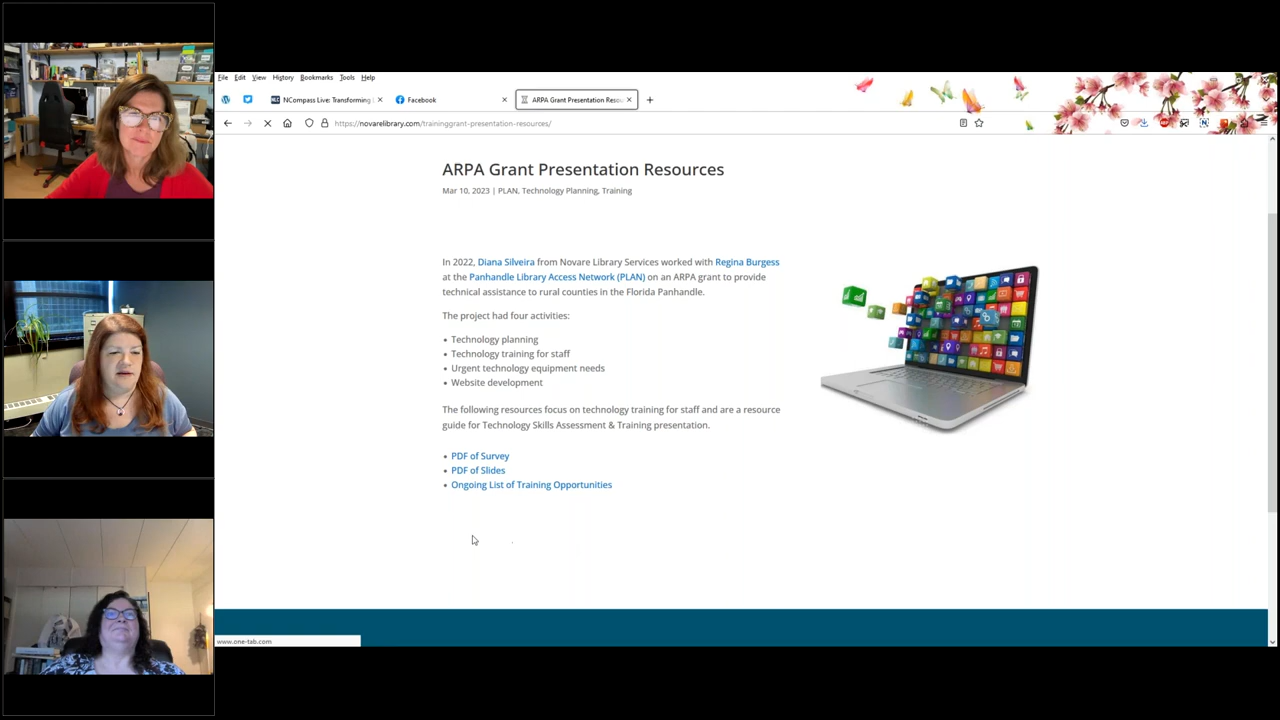 File Edit View History Bookmarks Tools Help
NCompass Live: Transforming
Facebook
ARPA Grant Presentation Resou
https://novarelibrary.com/traininggrant-presentation-resources/
ARPA Grant Presentation Resources
Mar 10, 2023 | PLAN, Technology Planning, Training
In 2022, Diana Silveira from Novare Library Services worked with Regina Burgess
at the Panhandle Library Access Network (PLAN) on an ARPA grant to provide
technical assistance to rural counties in the Florida Panhandle.
The project had four activities:
• Technology planning
• Technology training for staff
• Urgent technology equipment needs
• Website development
The following resources focus on technology training for staff and are a resource
guide for Technology Skills Assessment & Training presentation.
• PDF of Survey
• PDF of Slides
• Ongoing List of Training Opportunities
www.one-tab.com